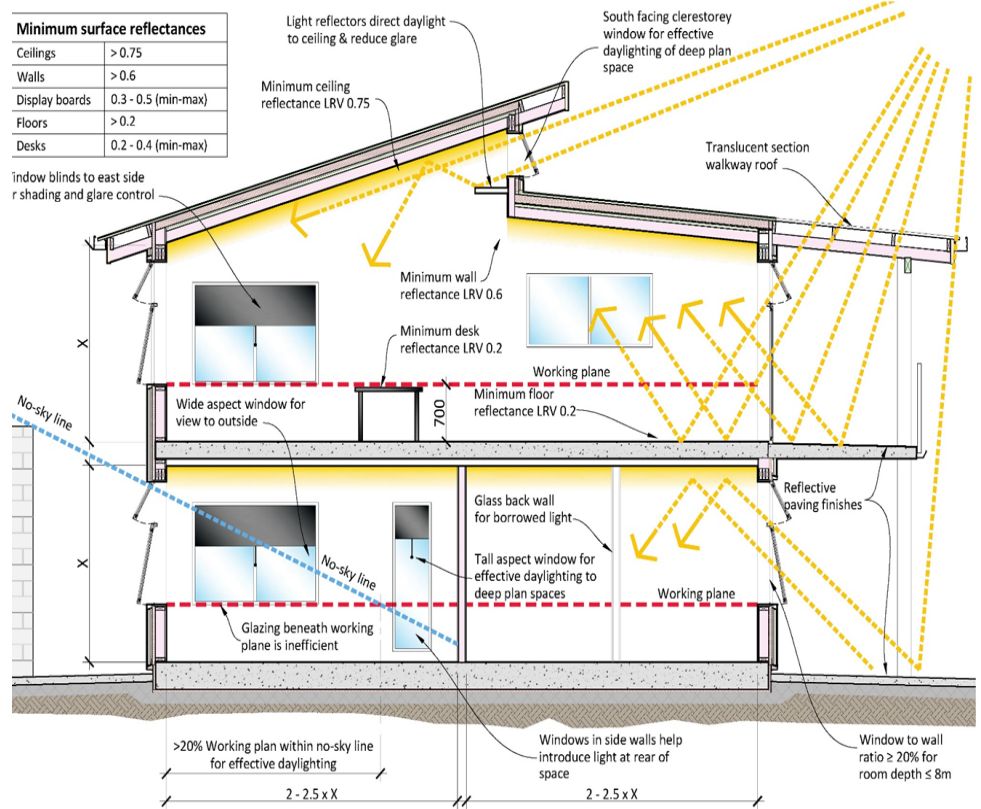 Minimum surface reflectances
Ceilings > 0.75
Walls > 0.6
Display boards 0.3 - 0.5 (min-max)
Floors > 0.2
Desks 0.2 - 0.4 (min-max)
Light reflectors direct daylight
to ceiling & reduce glare
South facing clerestorey
window for effective
daylighting of deep plan
space
Minimum ceiling
reflectance LRV 0.75
Translucent section
walkway roof
indow blinds to east side
r shading and glare control
Minimum wall
reflectance LRV 0.6
Minimum desk
reflectance LRV 0.2
X
Working plane
700
Minimum floor
reflectance LRV 0.2
No-sky line
Wide aspect window for
view to outside
Reflective
paving finishes
Glass back wall
for borrowed light
X
No-sky line
Tall aspect window for
effective daylighting to
deep plan spaces
Working plane
Glazing beneath working
plane is inefficient
>20% Working plan within no-sky line
for effective daylighting
Windows in side walls help
introduce light at rear of
space
Window to wall
ratio ≥ 20% for
room depth ≤ 8m
2 - 2.5 x X
2 - 2.5 x X